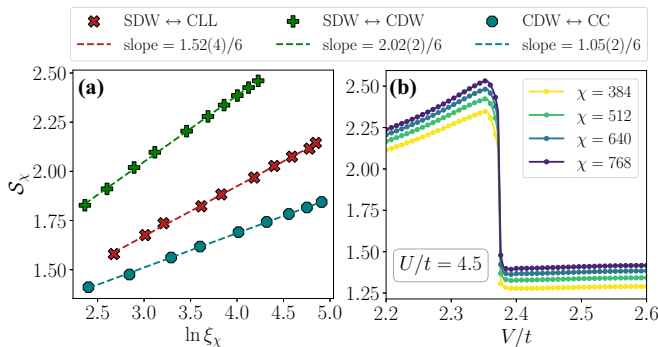 SDW ↔ CLL SDW ↔ CDW CDW ↔ CC
slope = 1.52(4)/6 slope = 2.02(2)/6 slope = 1.05(2)/6
(a)
2.50
2.25
2.00
1.75
1.50
S_χ
2.5 3.0 3.5 4.0 4.5 5.0
ln ξ_χ
(b)
χ = 384
χ = 512
χ = 640
χ = 768
U/t = 4.5
2.50
2.25
2.00
1.75
1.50
1.25
2.2 2.3 2.4 2.5 2.6
V/t